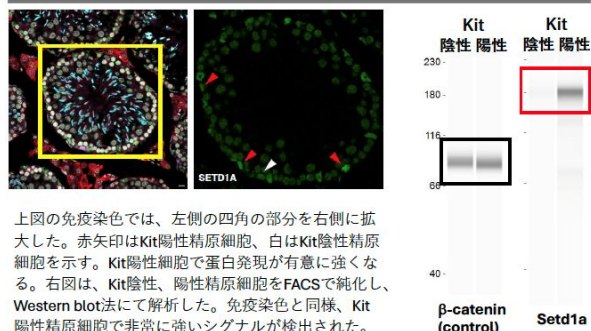 SETD1A
上図の免疫染色では、左側の四角の部分を右側に拡
大した。赤矢印はKit陽性精原細胞、白はKit陰性精原
細胞を示す。Kit陽性細胞で蛋白発現が有意に強くな
る。右図は、Kit陰性、陽性精原細胞をFACSで純化し、
Western blot法にて解析した。免疫染色と同様、Kit
陽性精原細胞で非常に強いシグナルが検出された。
Kit
陰性 陽性
230
180
116
66
40
β-catenin
(control)
Kit
陰性 陽性
Setd1a